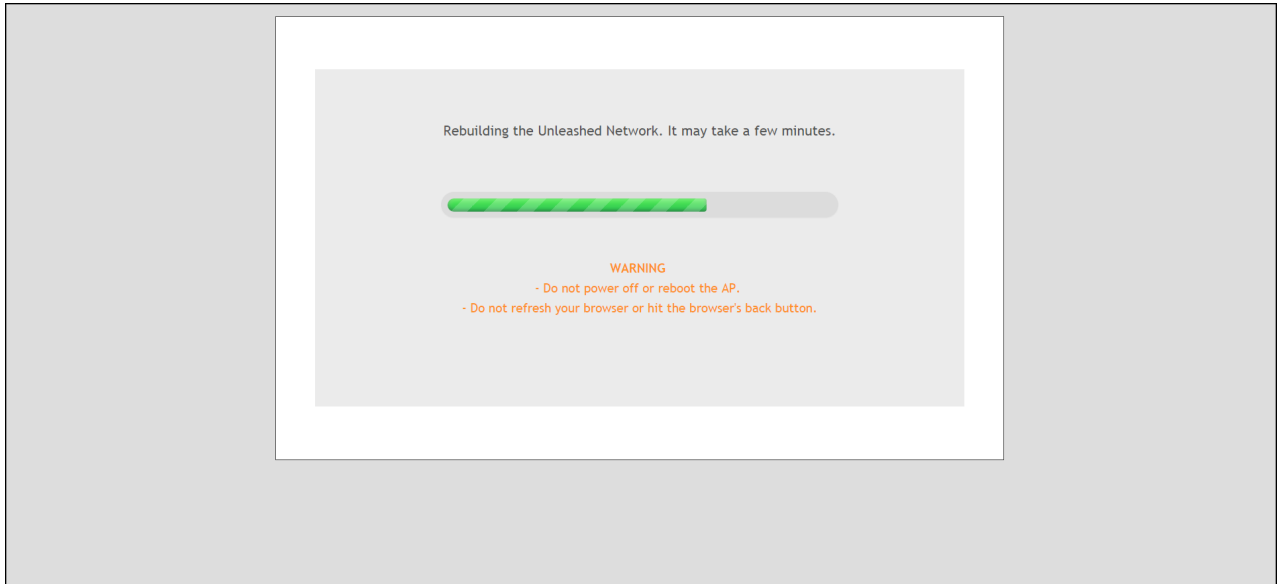 Rebuilding the Unleashed Network. It may take a few minutes.
WARNING
- Do not power off or reboot the AP.
- Do not refresh your browser or hit the browser's back button.